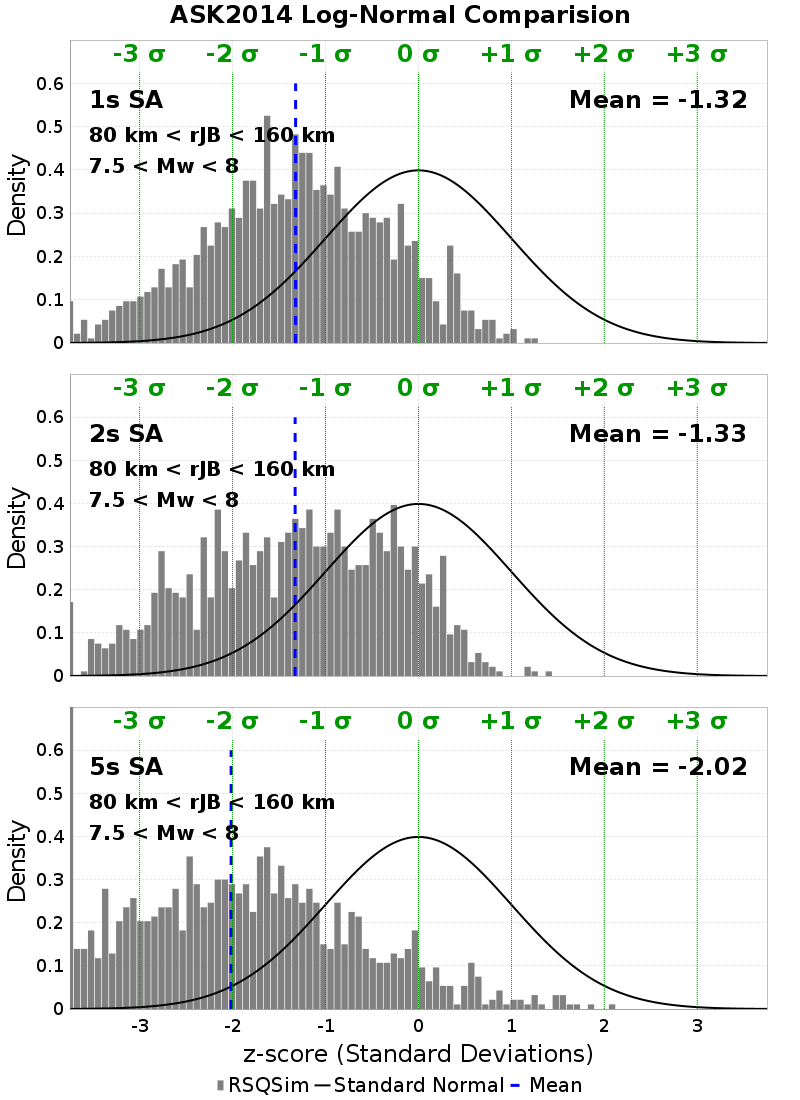 ASK2014 Log-Normal Comparision
-3 σ -2 σ -1 σ 0 σ +1 σ +2 σ +3 σ
1s SA Mean = -1.32
80 km < rJB < 160 km
7.5 < Mw < 8
0.6
0.5
0.4
0.3
0.2
0.1
0
Density
-3 σ -2 σ -1 σ 0 σ +1 σ +2 σ +3 σ
2s SA Mean = -1.33
80 km < rJB < 160 km
7.5 < Mw < 8
0.6
0.5
0.4
0.3
0.2
0.1
0
Density
-3 σ -2 σ -1 σ 0 σ +1 σ +2 σ +3 σ
5s SA Mean = -2.02
80 km < rJB < 160 km
7.5 < Mw < 8
0.6
0.5
0.4
0.3
0.2
0.1
0
Density
-3 -2 -1 0 1 2 3
z-score (Standard Deviations)
RSQSim Standard Normal Mean